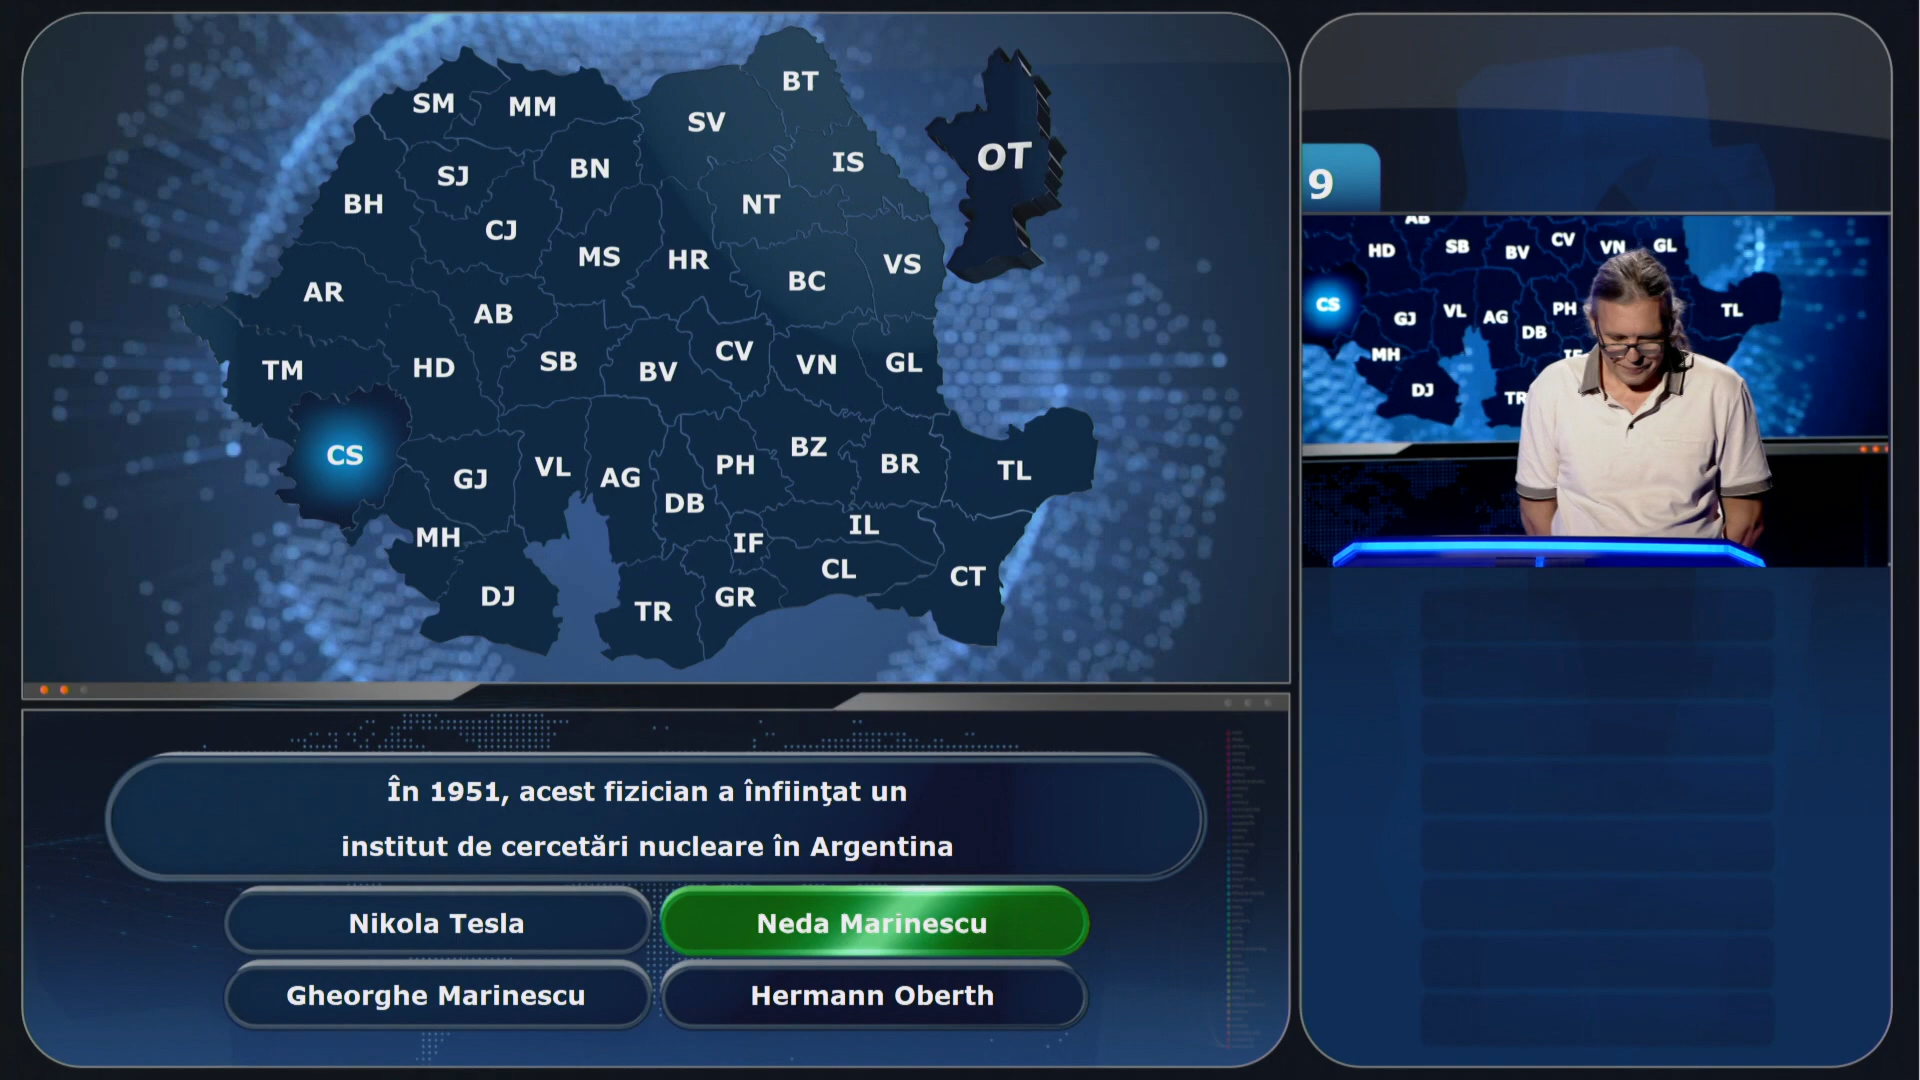 BT
SM
MM
SV
OT
IS
SJ
BN
BH
NT
CJ
MS
HR
VS
BC
AR
AB
CV
SB
VN
GL
TM
HD
BV
CS
BZ
VL
PH
BR
TL
GJ
AG
DB
IL
MH
IF
CL
CT
DJ
TR
GR
9
AB
HD
SB
BV
CV
VN
GL
CS
GJ
VL
AG
PH
TL
DB
MH
IF
DJ
TR
În 1951, acest fizician a înfiinţat un
institut de cercetări nucleare în Argentina
Nikola Tesla
Neda Marinescu
Gheorghe Marinescu
Hermann Oberth